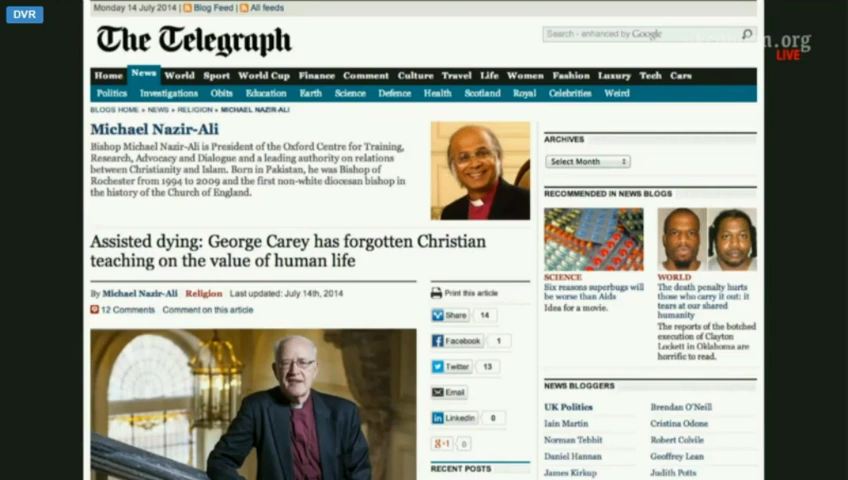 DVR
Monday 14 July 2014 | Blog Feed | All feeds
The Telegraph
Search - enhanced by Google
.org
LIVE
Home News World Sport World Cup Finance Comment Culture Travel Life Women Fashion Luxury Tech Cars
Politics Investigations Obits Education Earth Science Defence Health Scotland Royal Celebrities Weird
BLOGS HOME » NEWS » RELIGION » MICHAEL NAZIR-ALI
Michael Nazir-Ali
Bishop Michael Nazir-Ali is President of the Oxford Centre for Training,
Research, Advocacy and Dialogue and a leading authority on relations
between Christianity and Islam. Born in Pakistan, he was Bishop of
Rochester from 1994 to 2009 and the first non-white diocesan bishop in
the history of the Church of England.
Assisted dying: George Carey has forgotten Christian
teaching on the value of human life
By Michael Nazir-Ali Religion Last updated: July 14th, 2014
12 Comments Comment on this article
Print this article
Share 14
Facebook 1
Twitter 13
Email
LinkedIn 0
g+1 0
RECENT POSTS
ARCHIVES
Select Month
RECOMMENDED IN NEWS BLOGS
SCIENCE
Six reasons superbugs will
be worse than Aids
Idea for a movie.
WORLD
The death penalty hurts
those who carry it out: it
tears at our shared
humanity
The reports of the botched
execution of Clayton
Lockett in Oklahoma are
horrific to read.
NEWS BLOGGERS
UK Politics
Iain Martin
Norman Tebbit
Daniel Hannan
James Kirkup
Brendan O'Neill
Cristina Odone
Robert Colvile
Geoffrey Lean
Judith Potts